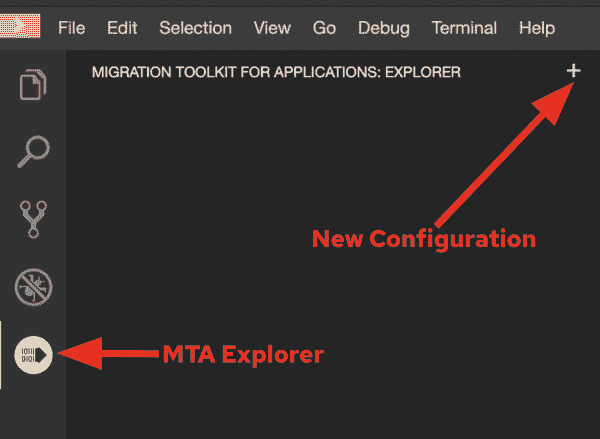 File Edit Selection View Go Debug Terminal Help
MIGRATION TOOLKIT FOR APPLICATIONS: EXPLORER +
New Configuration
MTA Explorer